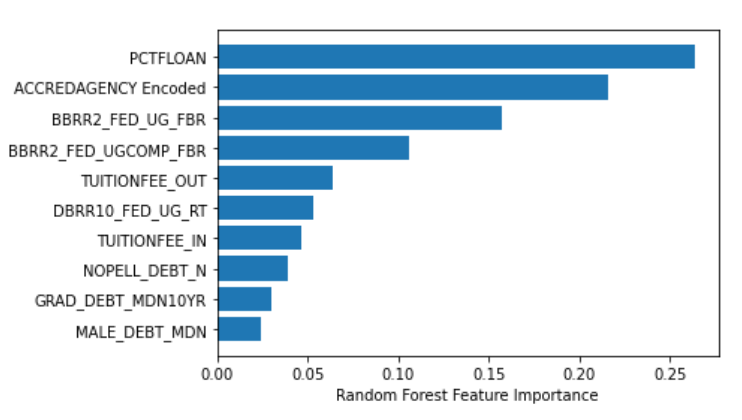 PCTFLOAN
ACCREDAGENCY Encoded
BBRR2_FED_UG_FBR
BBRR2_FED_UGCOMP_FBR
TUITIONFEE_OUT
DBRR10_FED_UG_RT
TUITIONFEE_IN
NOPELL_DEBT_N
GRAD_DEBT_MDN10YR
MALE_DEBT_MDN
0.00 0.05 0.10 0.15 0.20 0.25
Random Forest Feature Importance